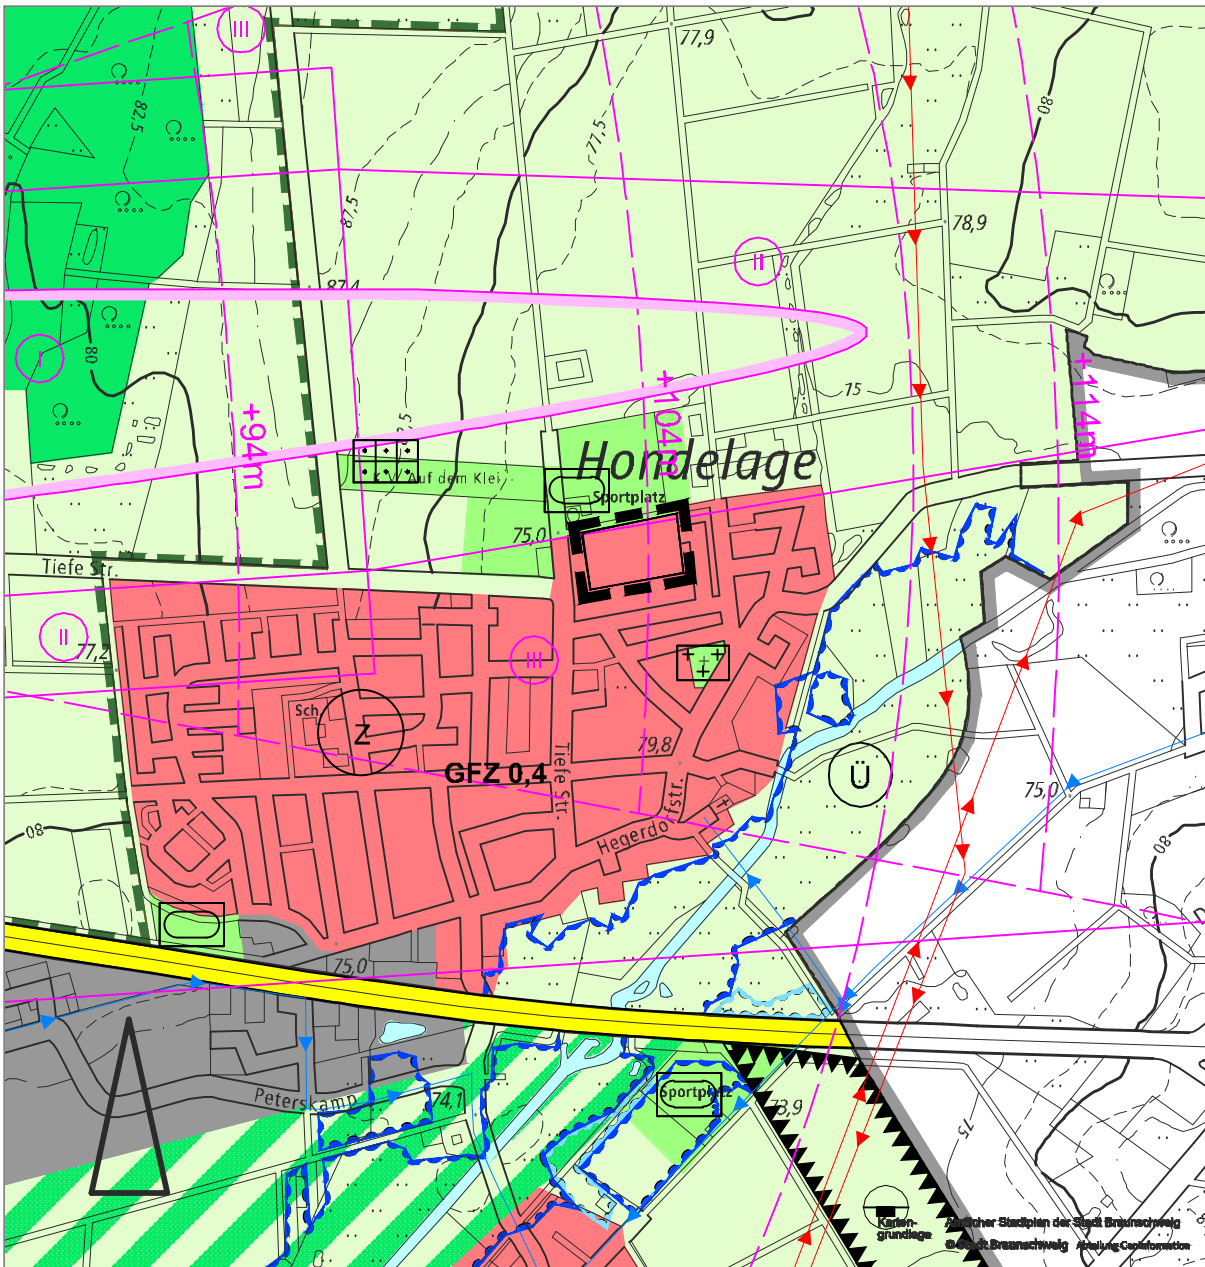 III
77,9
82,5
80
77,5
87,5
78,9
II
87,4
I
80
75
+94m
+104m
+114m
Hondelage
Auf dem Klei
Sportplatz
75,0
Tiefe Str.
II
77,2
III
Sch.
Z
79,8
GFZ 0,4
Tiefe Str.
Ü
75,0
Hegerdorfstr.
80
80
75,0
Peterskamp
74,1
Sportplatz
73,9
75
Karten-
grundlage
Amtlicher Stadtplan der Stadt Braunschweig
© Stadt Braunschweig Abteilung Geoinformation